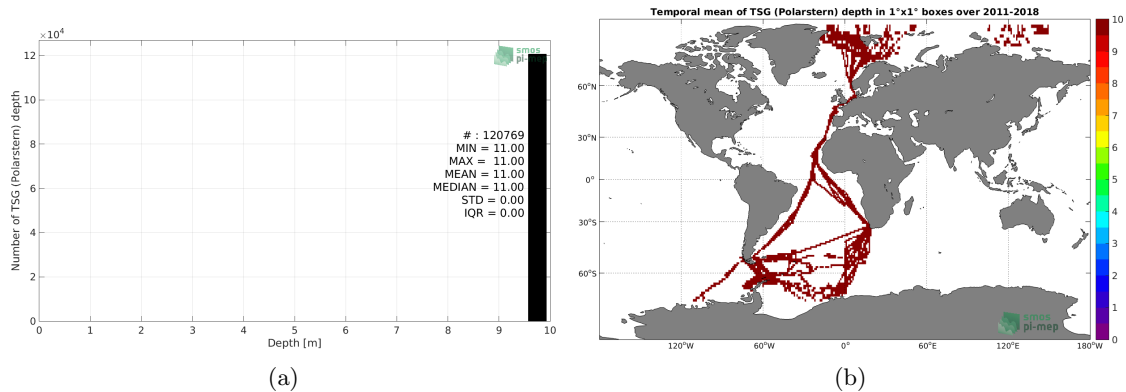 ×10⁴
12
10
8
6
4
2
0
Number of TSG (Polarstern) depth
smos
pi-mep
# : 120769
MIN = 11.00
MAX = 11.00
MEAN = 11.00
MEDIAN = 11.00
STD = 0.00
IQR = 0.00
0 1 2 3 4 5 6 7 8 9 10
Depth [m]
(a)
Temporal mean of TSG (Polarstern) depth in 1°x1° boxes over 2011-2018
60°N
30°N
0°
30°S
60°S
120°W 60°W 0° 60°E 120°E 180°W
smos
pi-mep
10
9
8
7
6
5
4
3
2
1
0
(b)